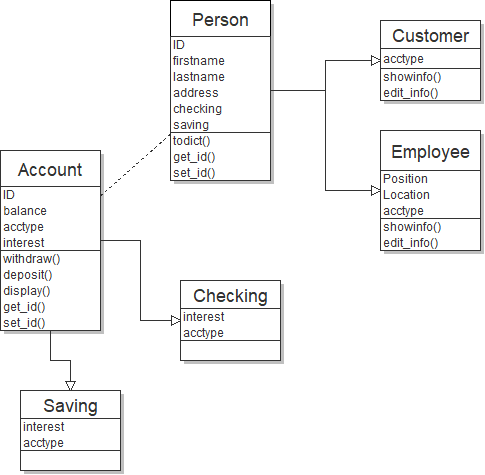 Person
ID
firstname
lastname
address
checking
saving
todict()
get_id()
set_id()
Customer
acctype
showinfo()
edit_info()
Employee
Position
Location
acctype
showinfo()
edit_info()
Account
ID
balance
acctype
interest
withdraw()
deposit()
display()
get_id()
set_id()
Checking
interest
acctype
Saving
interest
acctype